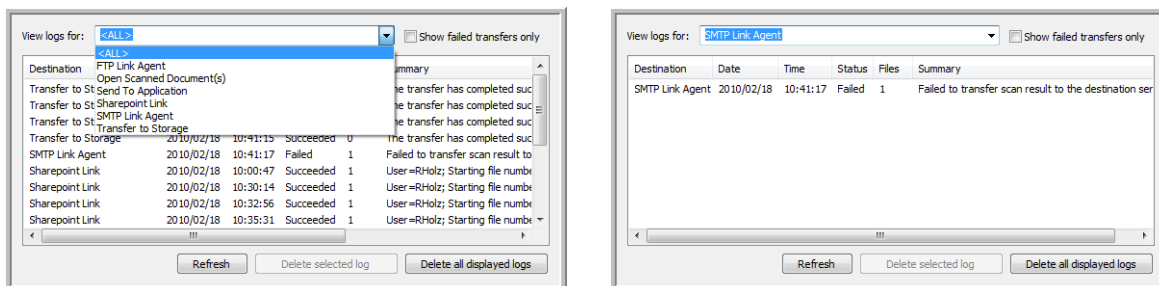 View logs for: <ALL> Show failed transfers only
<ALL>
FTP Link Agent
Open Scanned Document(s)
Send To Application
Sharepoint Link
SMTP Link Agent
Transfer to Storage
Destination ummary
Transfer to St he transfer has completed suc
Transfer to St he transfer has completed suc
Transfer to St he transfer has completed suc
Transfer to Storage 2010/02/18 10:41:15 Succeeded 0 The transfer has completed suc
SMTP Link Agent 2010/02/18 10:41:17 Failed 1 Failed to transfer scan result to
Sharepoint Link 2010/02/18 10:00:47 Succeeded 1 User=RHolz; Starting file numbe
Sharepoint Link 2010/02/18 10:30:14 Succeeded 1 User=RHolz; Starting file numbe
Sharepoint Link 2010/02/18 10:32:56 Succeeded 1 User=RHolz; Starting file numbe
Sharepoint Link 2010/02/18 10:35:31 Succeeded 1 User=RHolz; Starting file numbe
Refresh Delete selected log Delete all displayed logs
View logs for: SMTP Link Agent Show failed transfers only
Destination Date Time Status Files Summary
SMTP Link Agent 2010/02/18 10:41:17 Failed 1 Failed to transfer scan result to the destination ser
Refresh Delete selected log Delete all displayed logs